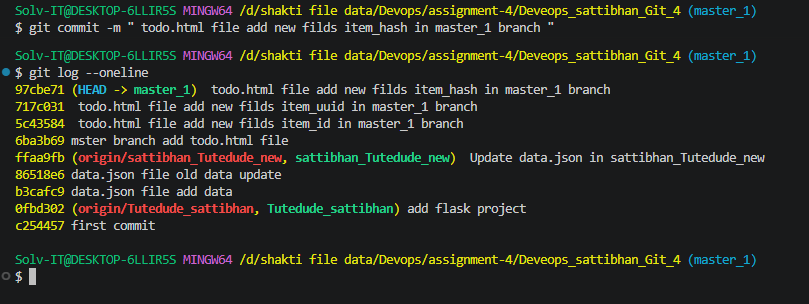 Solv-IT@DESKTOP-6LLIR5S MINGW64 /d/shakti file data/Devops/assignment-4/Deveops_sattibhan_Git_4 (master_1)
$ git commit -m " todo.html file add new filds item_hash in master_1 branch "
Solv-IT@DESKTOP-6LLIR5S MINGW64 /d/shakti file data/Devops/assignment-4/Deveops_sattibhan_Git_4 (master_1)
$ git log --oneline
97cbe71 (HEAD -> master_1)  todo.html file add new filds item_hash in master_1 branch
717c031  todo.html file add new filds item_uuid in master_1 branch
5c43584  todo.html file add new filds item_id in master_1 branch
6ba3b69 mster branch add todo.html file
ffaa9fb (origin/sattibhan_Tutedude_new, sattibhan_Tutedude_new)  Update data.json in sattibhan_Tutedude_new
86518e6 data.json file old data update
b3cafc9 data.json file add data
0fbd302 (origin/Tutedude_sattibhan, Tutedude_sattibhan) add flask project
c254457 first commit
Solv-IT@DESKTOP-6LLIR5S MINGW64 /d/shakti file data/Devops/assignment-4/Deveops_sattibhan_Git_4 (master_1)
$